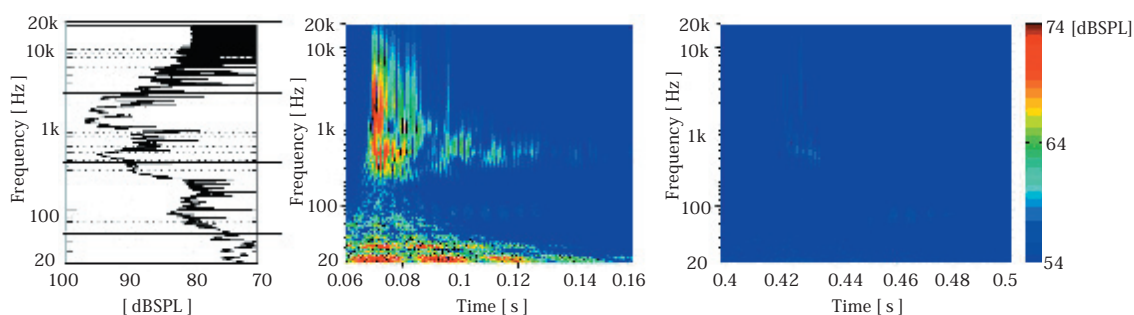 Frequency [ Hz ]
20k
10k
1k
100
20
100
90
80
70
[ dBSPL ]
Frequency [ Hz ]
20k
10k
1k
100
20
0.06
0.08
0.1
0.12
0.14
0.16
Time [ s ]
Frequency [ Hz ]
20k
10k
1k
100
20
0.4
0.42
0.44
0.46
0.48
0.5
Time [ s ]
74 [dBSPL]
64
54